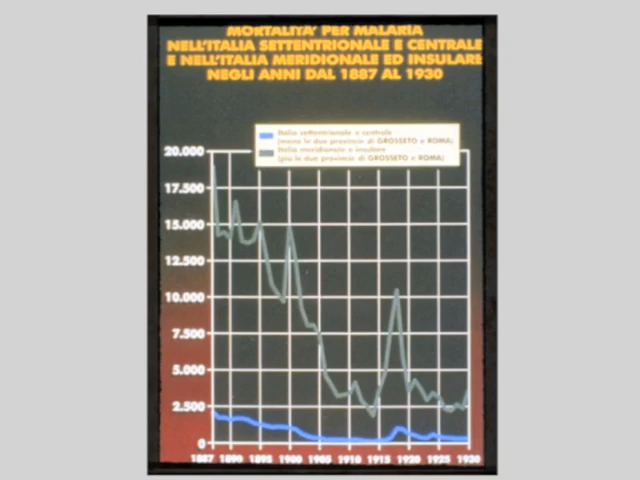 MORTALITA' PER MALARIA
NELL'ITALIA SETTENTRIONALE E CENTRALE
E NELL'ITALIA MERIDIONALE ED INSULARE
NEGLI ANNI DAL 1887 AL 1930
Italia settentrionale e centrale
(meno le due provincie di GROSSETO e ROMA)
Italia meridionale e insulare
(più le due provincie di GROSSETO e ROMA)
20.000
17.500
15.000
12.500
10.000
7.500
5.000
2.500
0
1887 1890 1895 1900 1905 1910 1915 1920 1925 1930